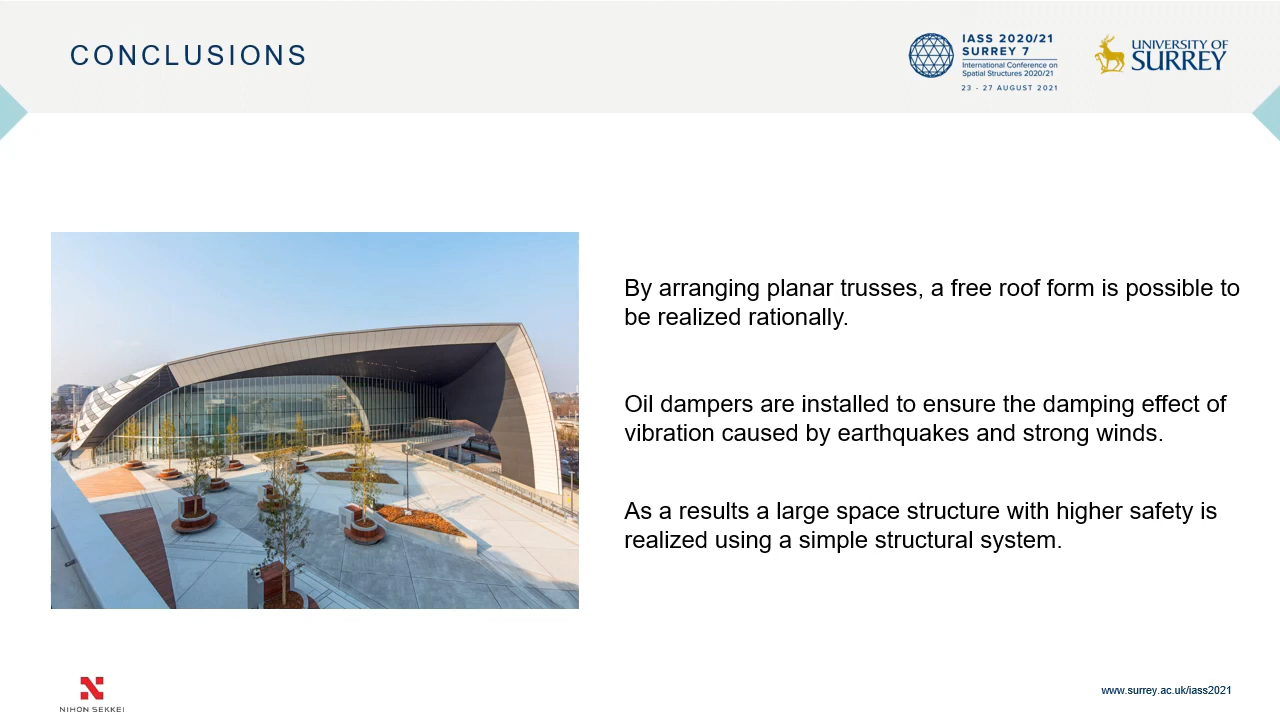 CONCLUSIONS
IASS 2020/21
SURREY 7
International Conference on
Spatial Structures 2020/21
23 - 27 AUGUST 2021
UNIVERSITY OF
SURREY
By arranging planar trusses, a free roof form is possible to
be realized rationally.
Oil dampers are installed to ensure the damping effect of
vibration caused by earthquakes and strong winds.
As a results a large space structure with higher safety is
realized using a simple structural system.
NIHON SEKKEI
www.surrey.ac.uk/iass2021